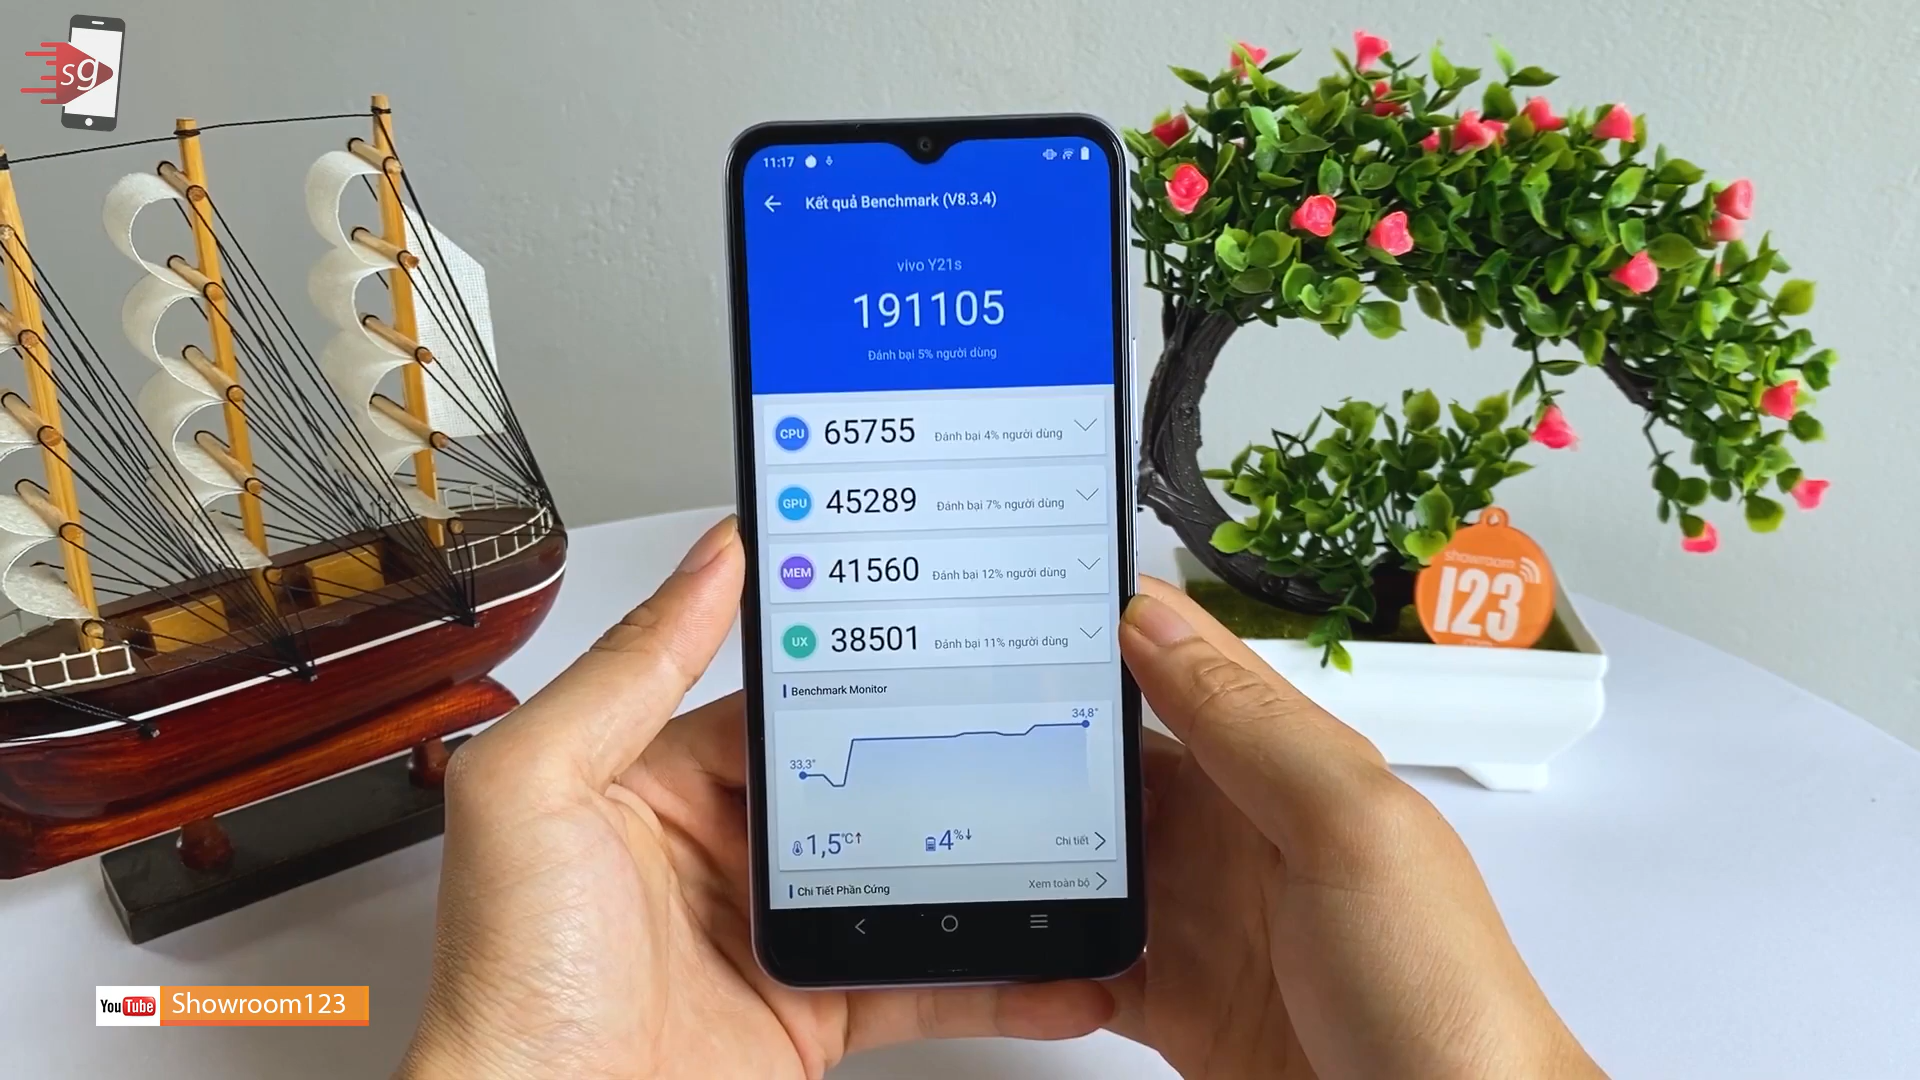 sg
11:17
Kết quả Benchmark (V8.3.4)
vivo Y21s
191105
Đánh bại 5% người dùng
CPU 65755 Đánh bại 4% người dùng
GPU 45289 Đánh bại 7% người dùng
MEM 41560 Đánh bại 12% người dùng
UX 38501 Đánh bại 11% người dùng
Benchmark Monitor
34,8°
33,3°
1,5°C↑ 4%↓ Chi tiết
Chi Tiết Phần Cứng Xem toàn bộ
showroom
123
YouTube Showroom123